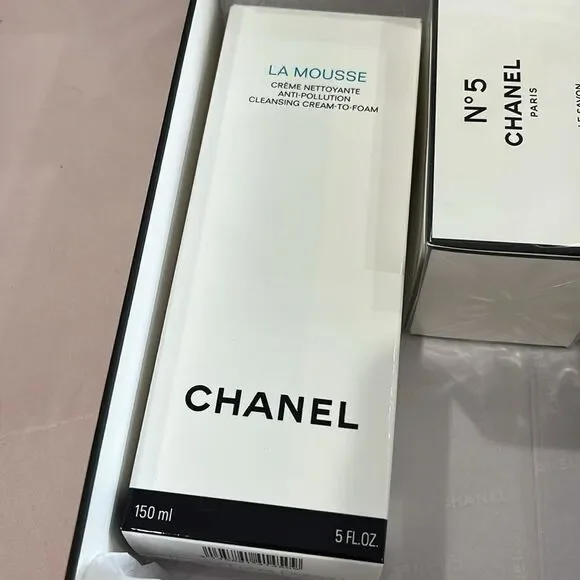 LA MOUSSE
CRÈME NETTOYANTE
ANTI-POLLUTION
CLEANSING CREAM-TO-FOAM
CHANEL
150 ml
5 FL.OZ.
N°5
CHANEL
PARIS
LE SAVON
CHANEL